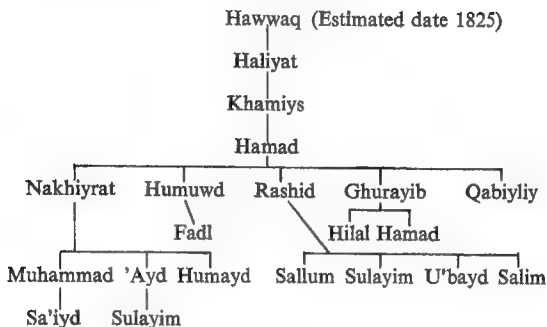 Hawwaq (Estimated date 1825)
Haliyat
Khamiys
Hamad
Nakhiyrat Humuwd Rashid Ghurayib Qabiyliy
Fadl Hilal Hamad
Muhammad 'Ayd Humayd Sallum Sulayim U'bayd Salim
Sa'iyd Sulayim